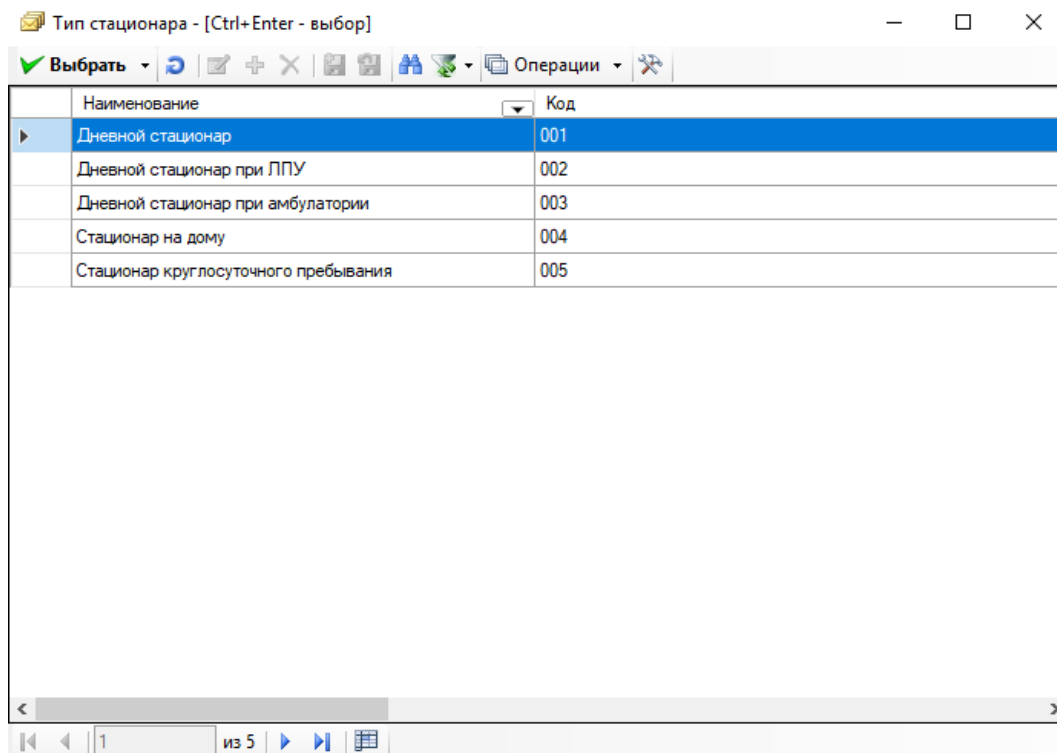 Тип стационара - [Ctrl+Enter - выбор]
Выбрать Операции
Наименование Код
Дневной стационар 001
Дневной стационар при ЛПУ 002
Дневной стационар при амбулатории 003
Стационар на дому 004
Стационар круглосуточного пребывания 005
1 из 5